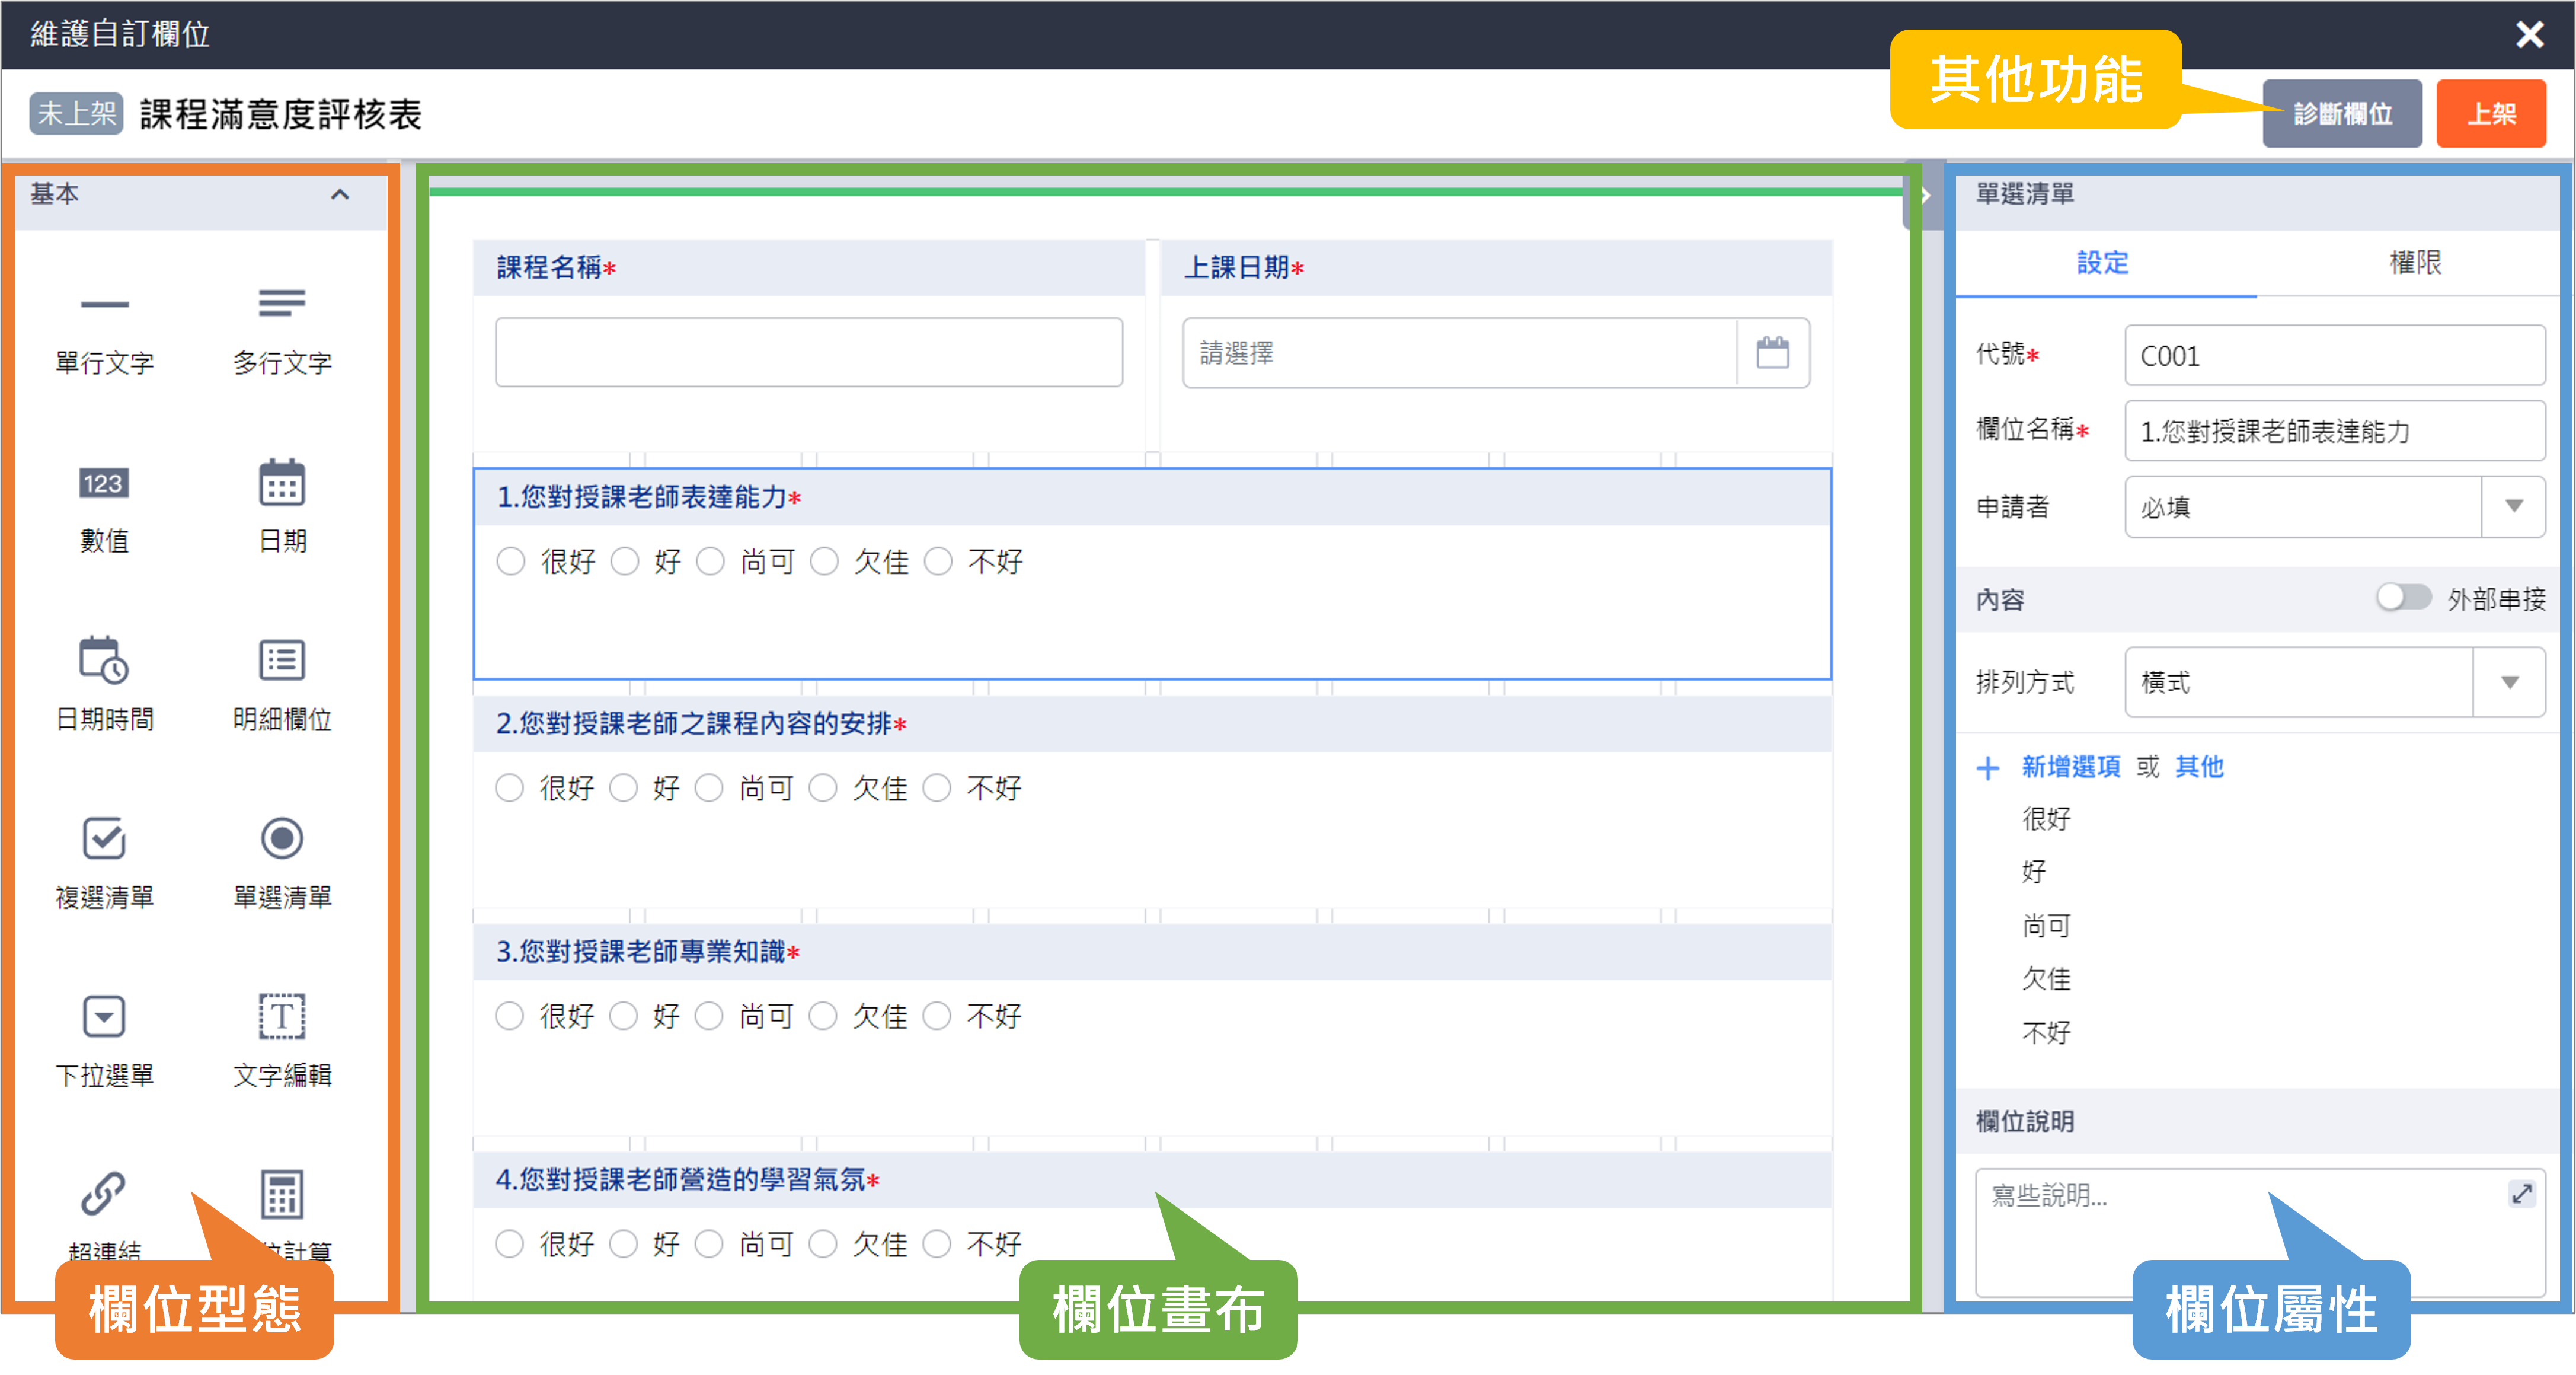 維護自訂欄位
其他功能
未上架 課程滿意度評核表
診斷欄位 上架
基本
單行文字 多行文字
123
數值 日期
日期時間 明細欄位
複選清單 單選清單
T
下拉選單 文字編輯
超連結 計算
欄位型態
課程名稱* 上課日期*
請選擇
1.您對授課老師表達能力*
很好 好 尚可 欠佳 不好
2.您對授課老師之課程內容的安排*
很好 好 尚可 欠佳 不好
3.您對授課老師專業知識*
很好 好 尚可 欠佳 不好
4.您對授課老師營造的學習氣氛*
很好 好 尚可 欠佳 不好
欄位畫布
單選清單
設定 權限
代號* C001
欄位名稱* 1.您對授課老師表達能力
申請者 必填
內容 外部串接
排列方式 橫式
+ 新增選項 或 其他
很好
好
尚可
欠佳
不好
欄位說明
寫些說明...
欄位屬性